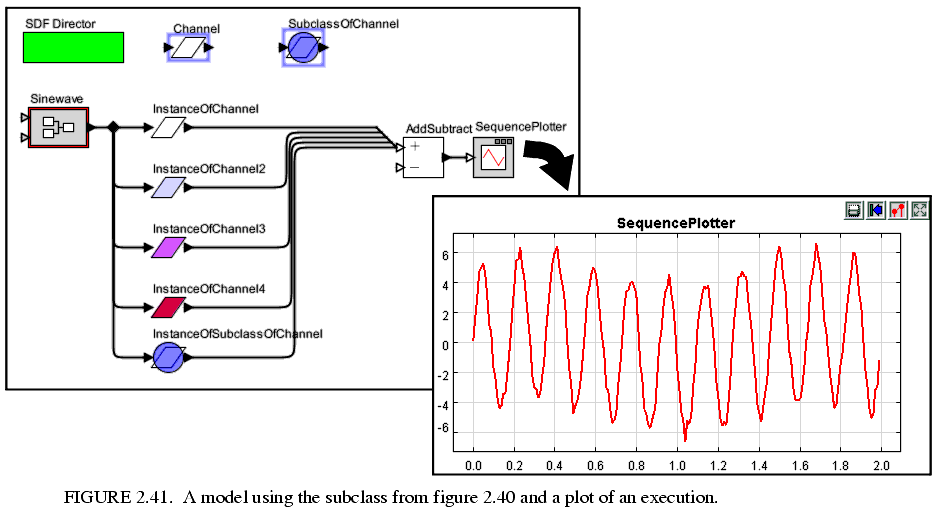 SDF Director
Channel
SubclassOfChannel
Sinewave
InstanceOfChannel
AddSubtract
SequencePlotter
+
−
InstanceOfChannel2
InstanceOfChannel3
InstanceOfChannel4
InstanceOfSubclassOfChannel
SequencePlotter
6
4
2
0
-2
-4
-6
0.0 0.2 0.4 0.6 0.8 1.0 1.2 1.4 1.6 1.8 2.0
FIGURE 2.41. A model using the subclass from figure 2.40 and a plot of an execution.